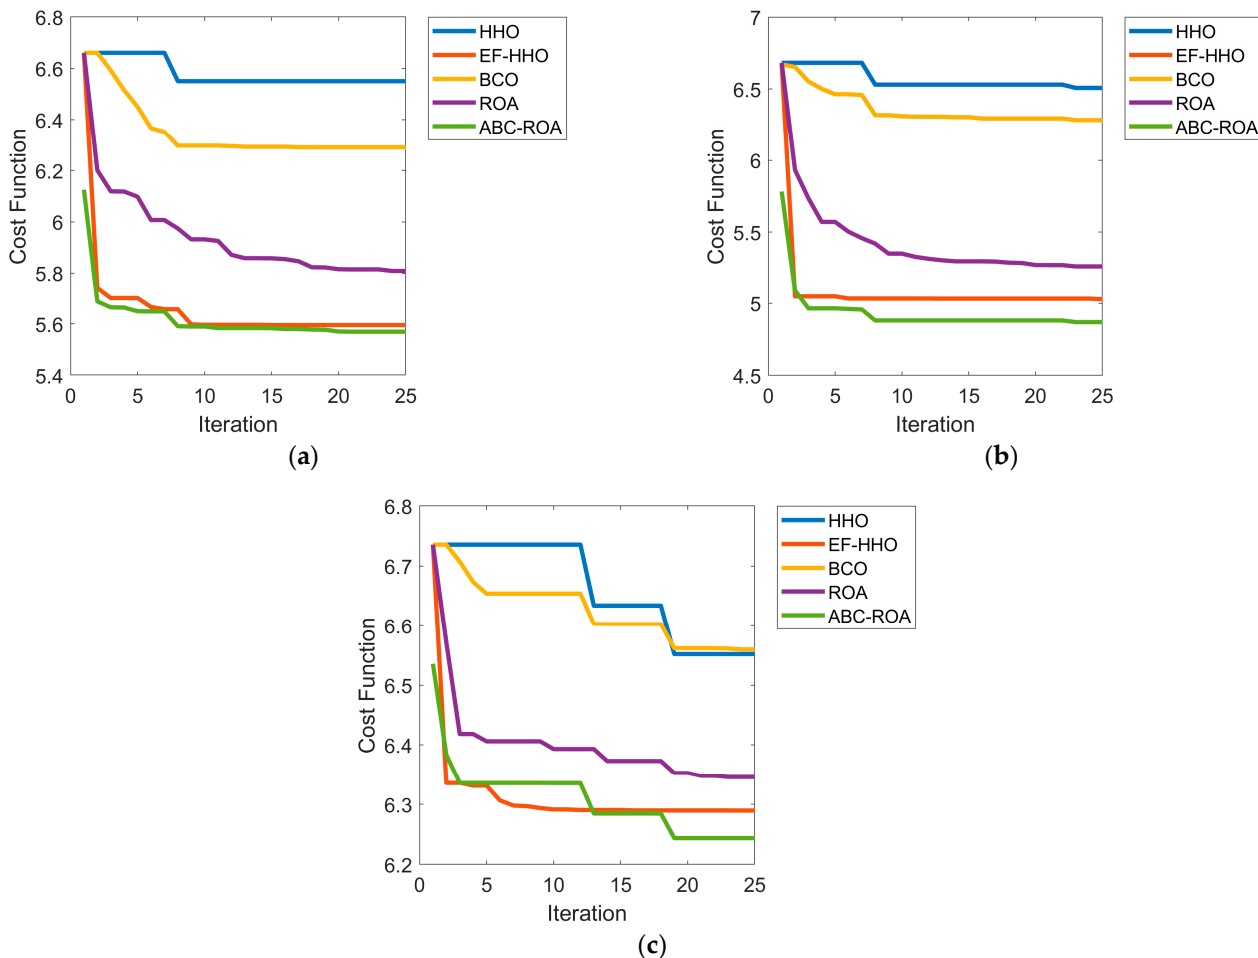 6.8
6.6
6.4
6.2
6
5.8
5.6
5.4
0 5 10 15 20 25
Cost Function
Iteration
HHO
EF-HHO
BCO
ROA
ABC-ROA
(a)
7
6.5
6
5.5
5
4.5
0 5 10 15 20 25
Cost Function
Iteration
HHO
EF-HHO
BCO
ROA
ABC-ROA
(b)
6.8
6.7
6.6
6.5
6.4
6.3
6.2
0 5 10 15 20 25
Cost Function
Iteration
HHO
EF-HHO
BCO
ROA
ABC-ROA
(c)